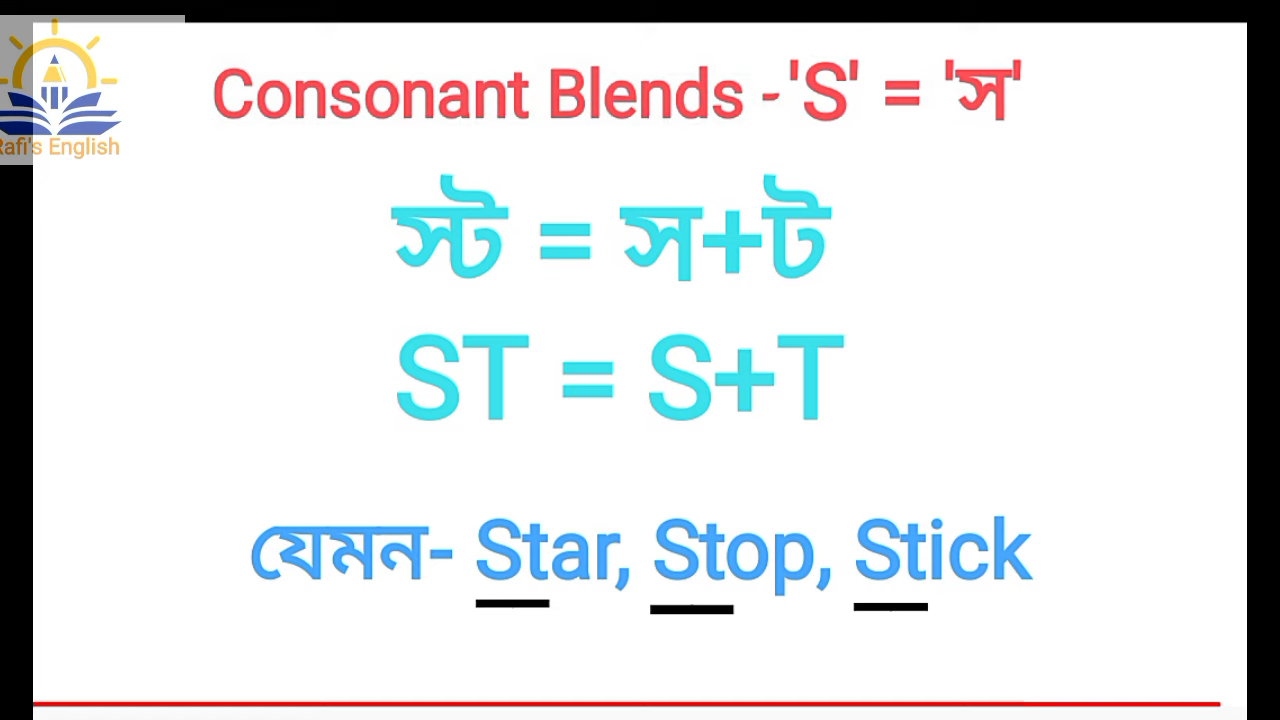 Rafi's English
Consonant Blends - 'S' = 'স'
স্ট = স+ট
ST = S+T
যেমন- Star, Stop, Stick